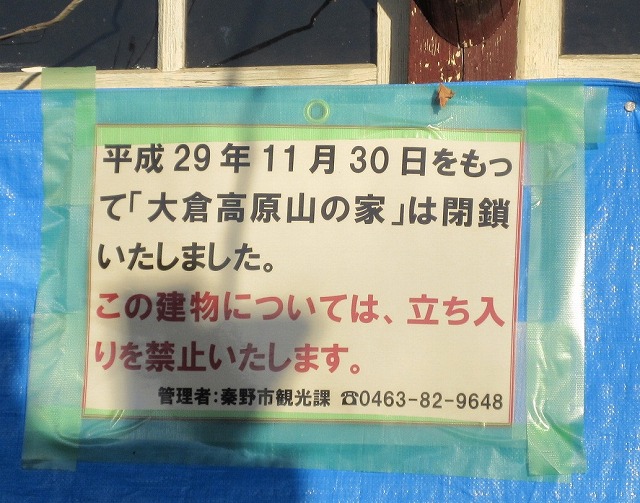 平成29年11月30日をもっ
て「大倉高原山の家」は閉鎖
いたしました。
この建物については、立ち入
りを禁止いたします。
管理者:秦野市観光課 ☎0463-82-9648